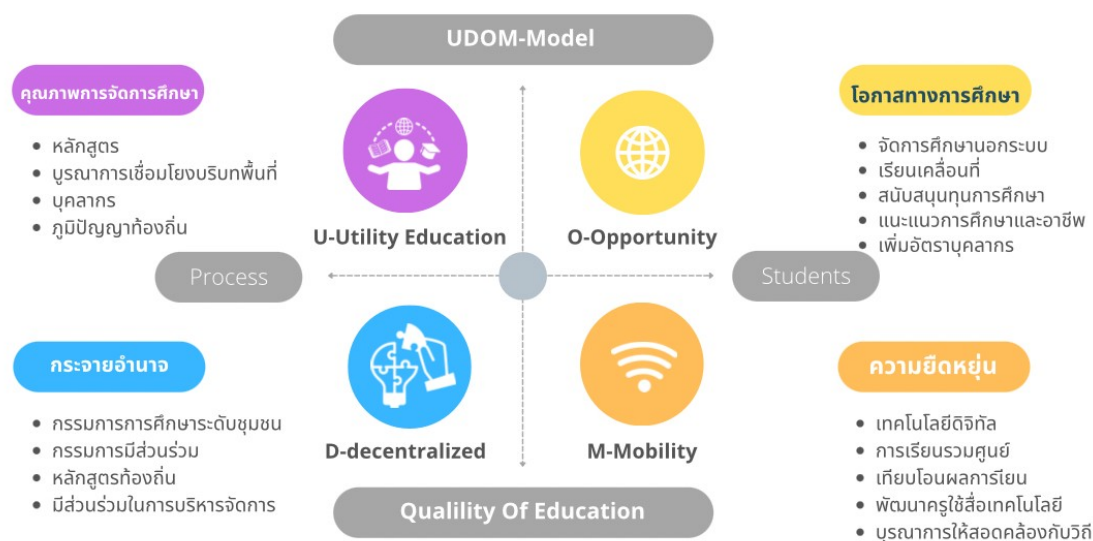 UDOM-Model
คุณภาพการจัดการศึกษา
• หลักสูตร
• บูรณาการเชื่อมโยงบริบทพื้นที่
• บุคลากร
• ภูมิปัญญาท้องถิ่น
U-Utility Education
O-Opportunity
โอกาสทางการศึกษา
• จัดการศึกษานอกระบบ
• เรียนเคลื่อนที่
• สนับสนุนทุนการศึกษา
• แนะแนวการศึกษาและอาชีพ
• เพิ่มอัตราบุคลากร
Process
Students
กระจายอำนาจ
• กรรมการการศึกษาระดับชุมชน
• กรรมการมีส่วนร่วม
• หลักสูตรท้องถิ่น
• มีส่วนร่วมในการบริหารจัดการ
D-decentralized
M-Mobility
ความยืดหยุ่น
• เทคโนโลยีดิจิทัล
• การเรียนรวมศูนย์
• เทียบโอนผลการเียน
• พัฒนาครูใช้สื่อเทคโนโลยี
• บูรณาการให้สอดคล้องกับวิถี
Qualility Of Education